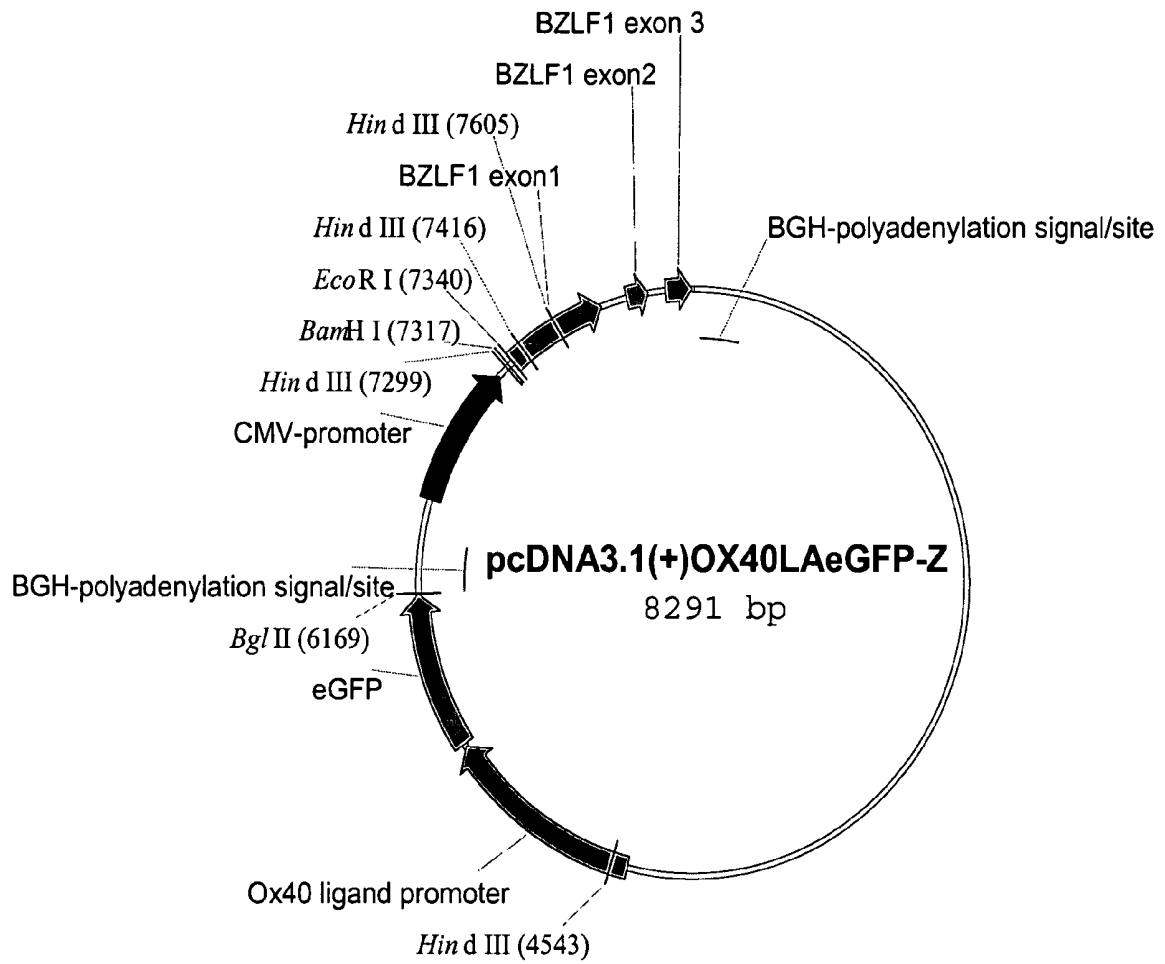 BZLF1 exon 3
BZLF1 exon2
Hind III (7605)
BZLF1 exon1
Hind III (7416)
BGH-polyadenylation signal/site
EcoR I (7340)
BamH I (7317)
Hind III (7299)
CMV-promoter
pcDNA3.1(+)OX40LAeGFP-Z
8291 bp
BGH-polyadenylation signal/site
Bgl II (6169)
eGFP
Ox40 ligand promoter
Hind III (4543)